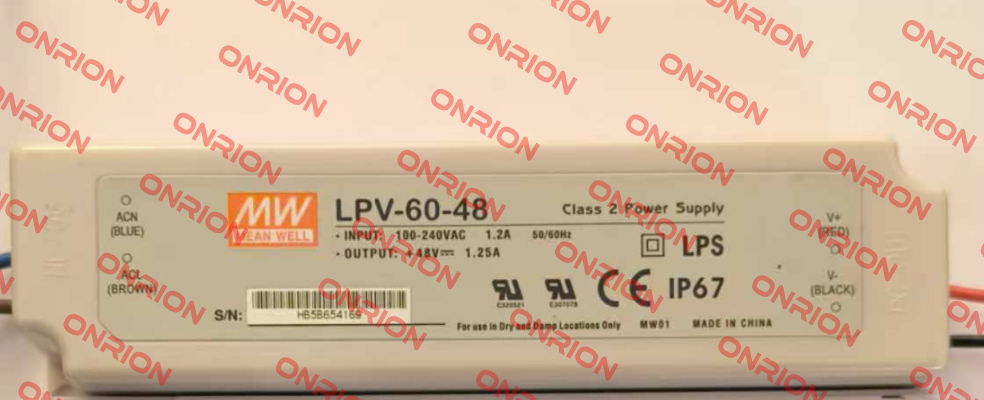 ACN
(BLUE)
ACL
(BROWN)
MW
MEAN WELL
LPV-60-48
Class 2 Power Supply
- INPUT: 100-240VAC 1.2A 50/60Hz
- OUTPUT: +48V⎓ 1.25A
LPS
IP67
S/N:
HB5B654169
For use in Dry and Damp Locations Only MW01 MADE IN CHINA
V+
(RED)
V-
(BLACK)
ONRION